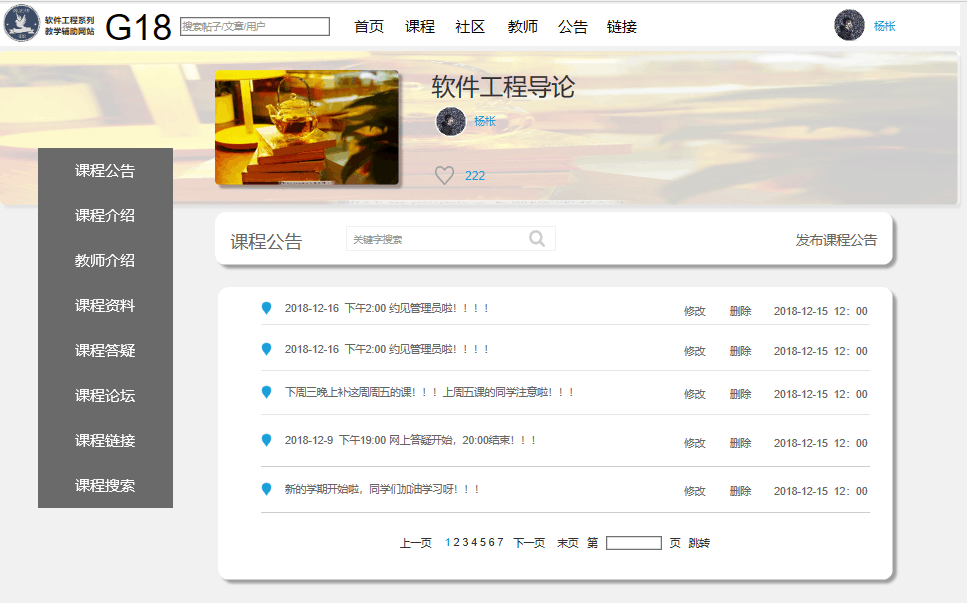 软件工程系列
教学辅助网站
G18
搜索帖子/文章/用户
首页 课程 社区 教师 公告 链接
杨枨
软件工程导论
杨枨
222
课程公告
课程介绍
教师介绍
课程资料
课程答疑
课程论坛
课程链接
课程搜索
课程公告
关键字搜索
发布课程公告
2018-12-16 下午2:00 约见管理员啦！！！！ 修改 删除 2018-12-15 12：00
2018-12-16 下午2:00 约见管理员啦！！！！ 修改 删除 2018-12-15 12：00
下周三晚上补这周周五的课！！！上周五课的同学注意啦！！！ 修改 删除 2018-12-15 12：00
2018-12-9 下午19:00 网上答疑开始，20:00结束！！！ 修改 删除 2018-12-15 12：00
新的学期开始啦，同学们加油学习呀！！！ 修改 删除 2018-12-15 12：00
上一页 1 2 3 4 5 6 7 下一页 末页 第 页 跳转